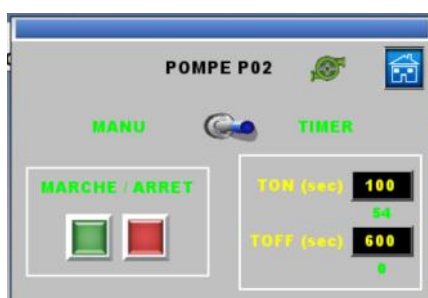 POMPE P02
MANU TIMER
MARCHE / ARRET
TON (sec) 100
54
TOFF (sec) 600
0